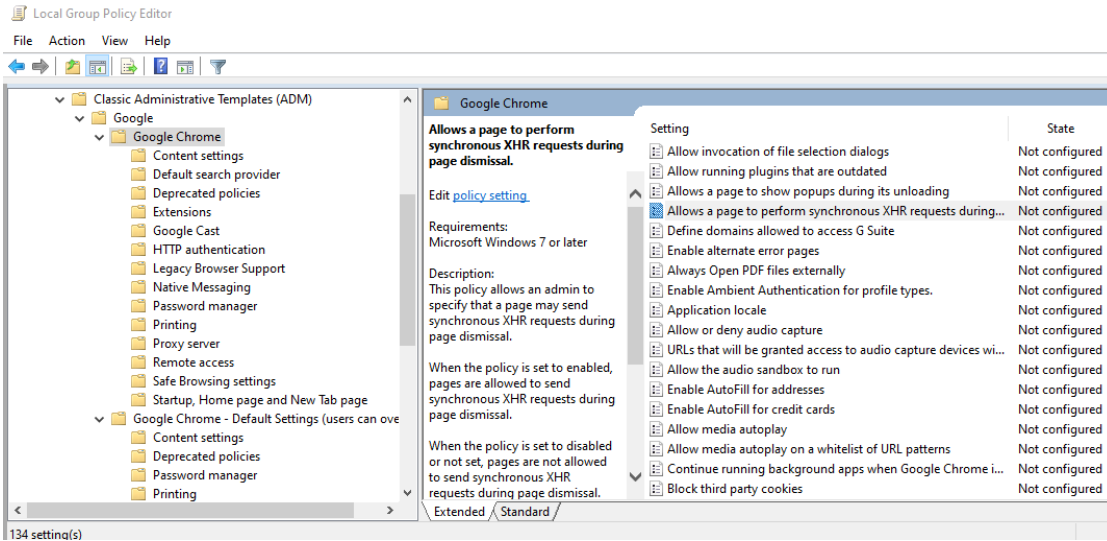 Local Group Policy Editor
File Action View Help
Classic Administrative Templates (ADM)
Google
Google Chrome
Content settings
Default search provider
Deprecated policies
Extensions
Google Cast
HTTP authentication
Legacy Browser Support
Native Messaging
Password manager
Printing
Proxy server
Remote access
Safe Browsing settings
Startup, Home page and New Tab page
Google Chrome - Default Settings (users can ove
Content settings
Deprecated policies
Password manager
Printing
Google Chrome
Allows a page to perform
synchronous XHR requests during
page dismissal.
Edit policy setting
Requirements:
Microsoft Windows 7 or later
Description:
This policy allows an admin to
specify that a page may send
synchronous XHR requests during
page dismissal.
When the policy is set to enabled,
pages are allowed to send
synchronous XHR requests during
page dismissal.
When the policy is set to disabled
or not set, pages are not allowed
to send synchronous XHR
requests during page dismissal.
Setting State
Allow invocation of file selection dialogs Not configured
Allow running plugins that are outdated Not configured
Allows a page to show popups during its unloading Not configured
Allows a page to perform synchronous XHR requests during... Not configured
Define domains allowed to access G Suite Not configured
Enable alternate error pages Not configured
Always Open PDF files externally Not configured
Enable Ambient Authentication for profile types. Not configured
Application locale Not configured
Allow or deny audio capture Not configured
URLs that will be granted access to audio capture devices wi... Not configured
Allow the audio sandbox to run Not configured
Enable AutoFill for addresses Not configured
Enable AutoFill for credit cards Not configured
Allow media autoplay Not configured
Allow media autoplay on a whitelist of URL patterns Not configured
Continue running background apps when Google Chrome i... Not configured
Block third party cookies Not configured
Extended Standard
134 setting(s)